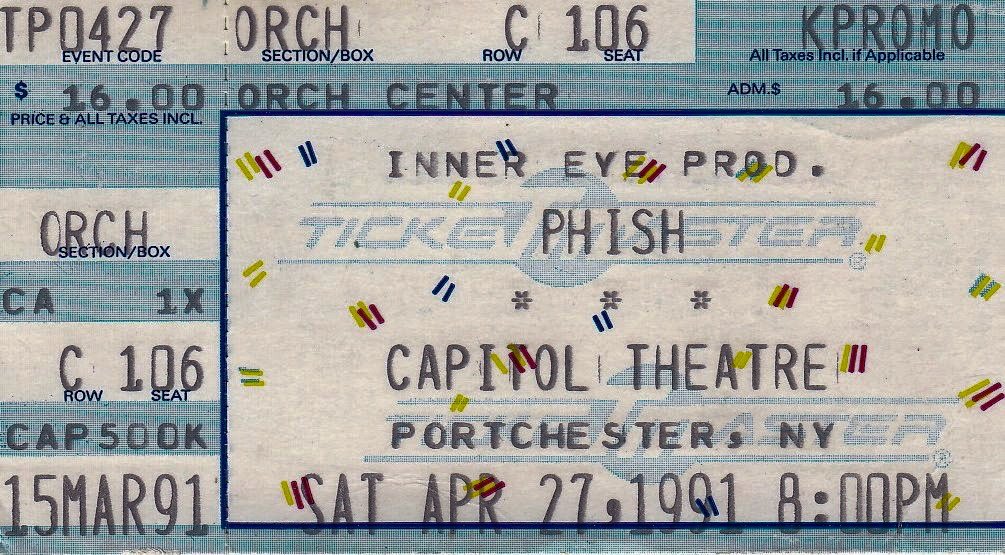 TP0427 ORCH C 106 KPROMO
EVENT CODE SECTION/BOX ROW SEAT All Taxes Incl. if Applicable
$ 16.00 ORCH CENTER ADM.$ 16.00
PRICE & ALL TAXES INCL.
INNER EYE PROD.
TICKETMASTER®
ORCH PHISH
SECTION/BOX
CA 1X * * *
C 106 CAPITOL THEATRE
ROW SEAT
TICKETMASTER®
CAP500K PORTCHESTER, NY
15MAR91 SAT APR 27,1991 8:00PM